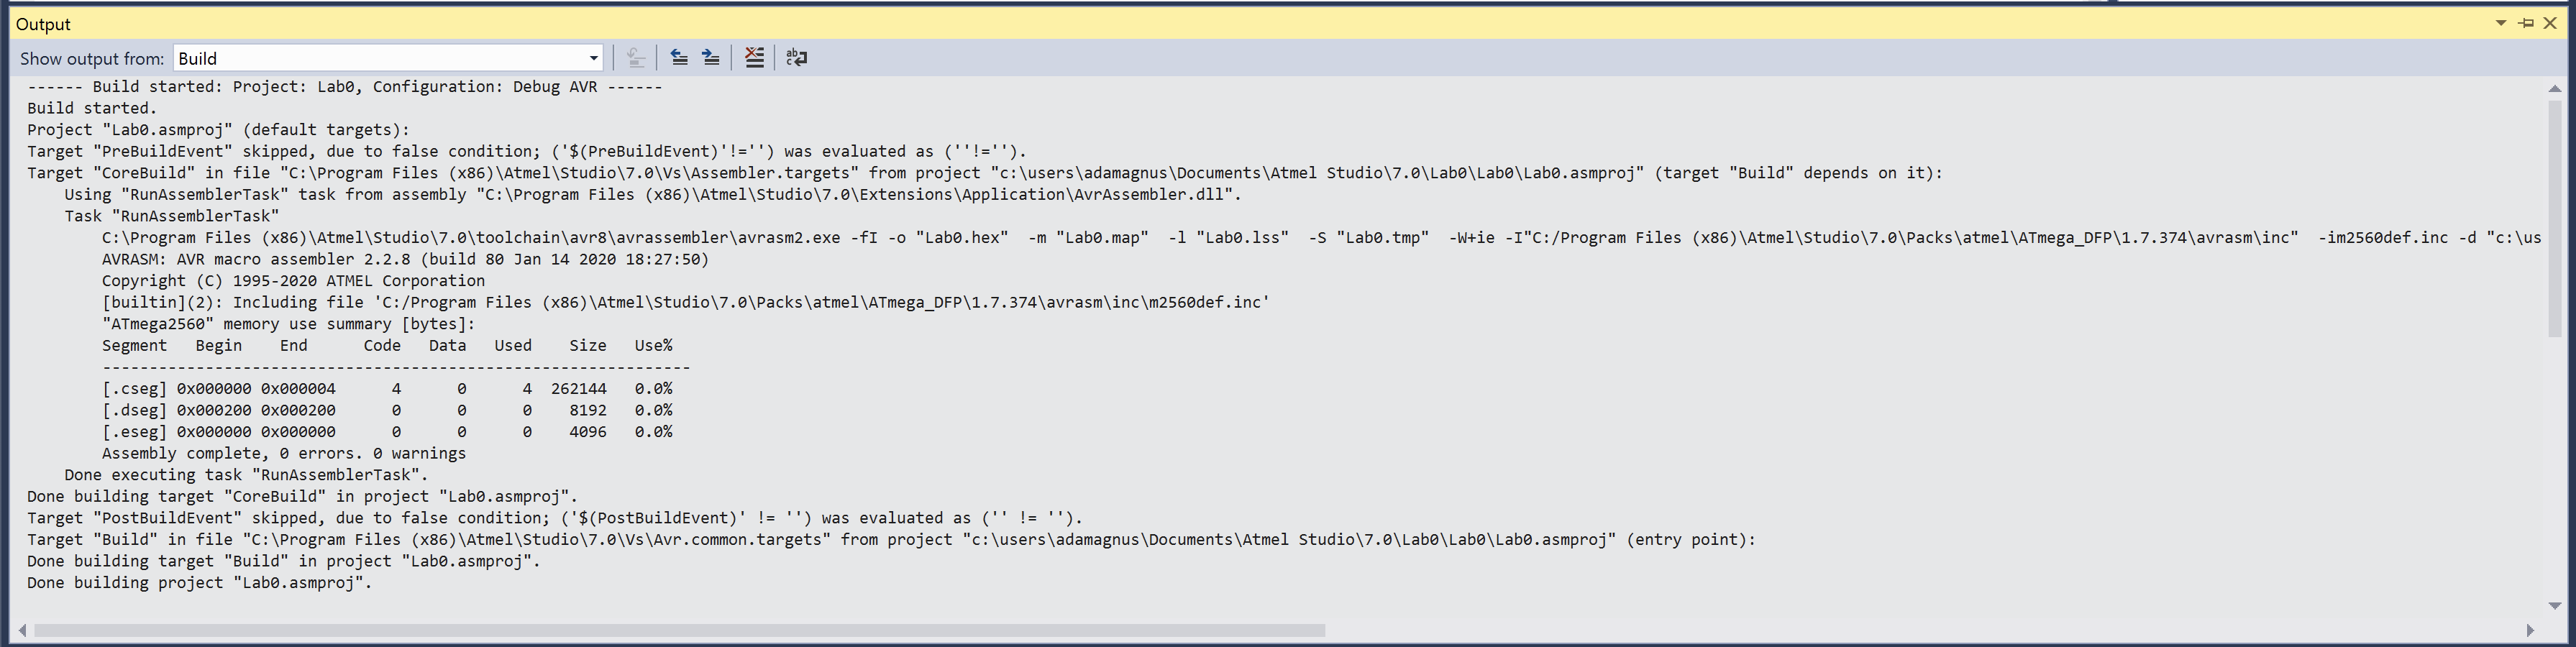 Output
Show output from: Build
------ Build started: Project: Lab0, Configuration: Debug AVR ------
Build started.
Project "Lab0.asmproj" (default targets):
Target "PreBuildEvent" skipped, due to false condition; ('$(PreBuildEvent)'!='') was evaluated as (''!='').
Target "CoreBuild" in file "C:\Program Files (x86)\Atmel\Studio\7.0\Vs\Assembler.targets" from project "c:\users\adamagnus\Documents\Atmel Studio\7.0\Lab0\Lab0\Lab0.asmproj" (target "Build" depends on it):
    Using "RunAssemblerTask" task from assembly "C:\Program Files (x86)\Atmel\Studio\7.0\Extensions\Application\AvrAssembler.dll".
    Task "RunAssemblerTask"
        C:\Program Files (x86)\Atmel\Studio\7.0\toolchain\avr8\avrassembler\avrasm2.exe -fI -o "Lab0.hex"  -m "Lab0.map"  -l "Lab0.lss"  -S "Lab0.tmp"  -W+ie -I"C:/Program Files (x86)\Atmel\Studio\7.0\Packs\atmel\ATmega_DFP\1.7.374\avrasm\inc"  -im2560def.inc -d "c:\us
        AVRASM: AVR macro assembler 2.2.8 (build 80 Jan 14 2020 18:27:50)
        Copyright (C) 1995-2020 ATMEL Corporation
        [builtin](2): Including file 'C:/Program Files (x86)\Atmel\Studio\7.0\Packs\atmel\ATmega_DFP\1.7.374\avrasm\inc\m2560def.inc'
        "ATmega2560" memory use summary [bytes]:
        Segment   Begin    End      Code   Data   Used    Size   Use%
        ---------------------------------------------------------------
        [.cseg] 0x000000 0x000004      4      0      4  262144   0.0%
        [.dseg] 0x000200 0x000200      0      0      0    8192   0.0%
        [.eseg] 0x000000 0x000000      0      0      0    4096   0.0%
        Assembly complete, 0 errors. 0 warnings
    Done executing task "RunAssemblerTask".
Done building target "CoreBuild" in project "Lab0.asmproj".
Target "PostBuildEvent" skipped, due to false condition; ('$(PostBuildEvent)' != '') was evaluated as ('' != '').
Target "Build" in file "C:\Program Files (x86)\Atmel\Studio\7.0\Vs\Avr.common.targets" from project "c:\users\adamagnus\Documents\Atmel Studio\7.0\Lab0\Lab0\Lab0.asmproj" (entry point):
Done building target "Build" in project "Lab0.asmproj".
Done building project "Lab0.asmproj".